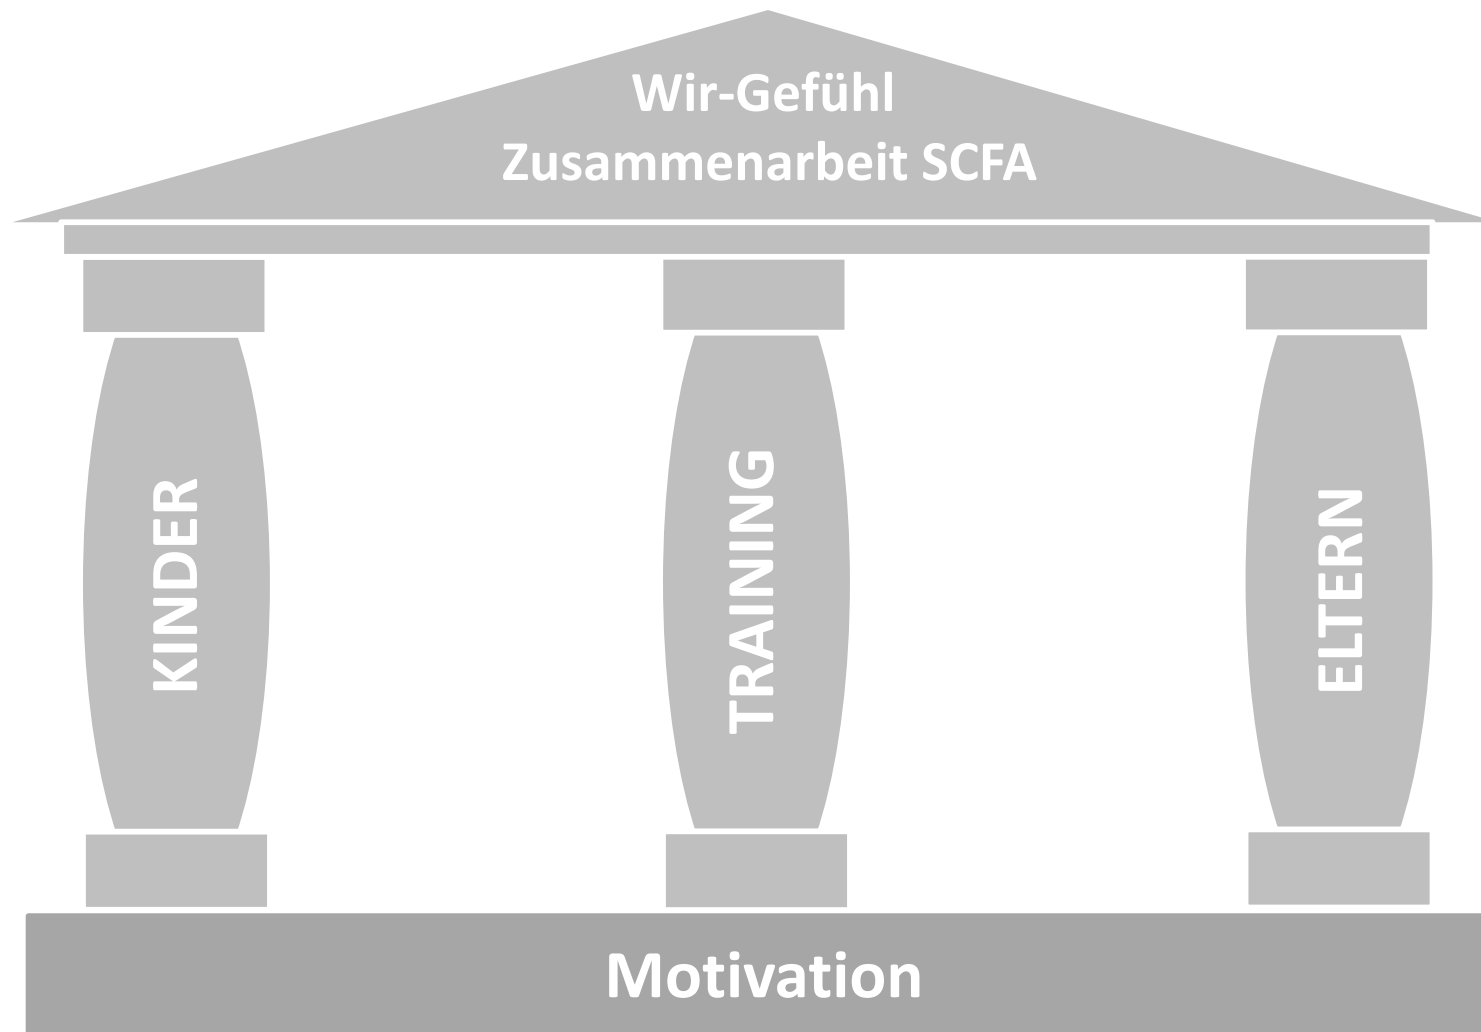 Wir-Gefühl
Zusammenarbeit SCFA
KINDER
TRAINING
ELTERN
Motivation